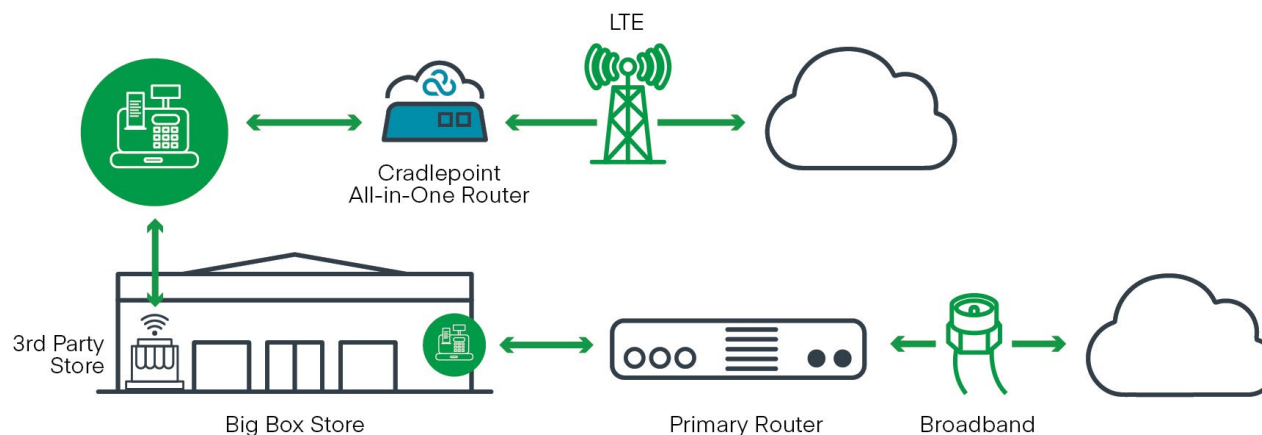 LTE
Cradlepoint
All-in-One Router
3rd Party
Store
Big Box Store
Primary Router
Broadband